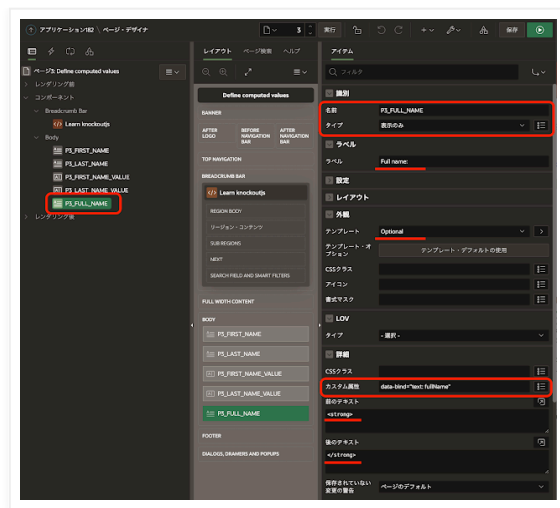 アプリケーション182 \ ページ・デザイナ
3
実行
保存
ページ3: Define computed values
レンダリング前
コンポーネント
Breadcrumb Bar
Learn knockoutjs
Body
P3_FIRST_NAME
P3_LAST_NAME
P3_FIRST_NAME_VALUE
P3_LAST_NAME_VALUE
P3_FULL_NAME
レンダリング後
レイアウト
ページ検索
ヘルプ
Define computed values
BANNER
AFTER LOGO
BEFORE NAVIGATION BAR
AFTER NAVIGATION BAR
TOP NAVIGATION
BREADCRUMB BAR
Learn knockoutjs
REGION BODY
リージョン・コンテンツ
SUB REGIONS
NEXT
SEARCH FIELD AND SMART FILTERS
FULL WIDTH CONTENT
BODY
P3_FIRST_NAME
P3_LAST_NAME
P3_FIRST_NAME_VALUE
P3_LAST_NAME_VALUE
P3_FULL_NAME
FOOTER
DIALOGS, DRAWERS AND POPUPS
アイテム
フィルタ
識別
名前 P3_FULL_NAME
タイプ 表示のみ
ラベル
ラベル Full name:
設定
レイアウト
外観
テンプレート Optional
テンプレート・オプション テンプレート・デフォルトの使用
CSSクラス
アイコン
書式マスク
LOV
タイプ - 選択 -
詳細
CSSクラス
カスタム属性 data-bind="text: fullName"
前のテキスト
<strong>
後のテキスト
</strong>
保存されていない変更の警告 ページのデフォルト